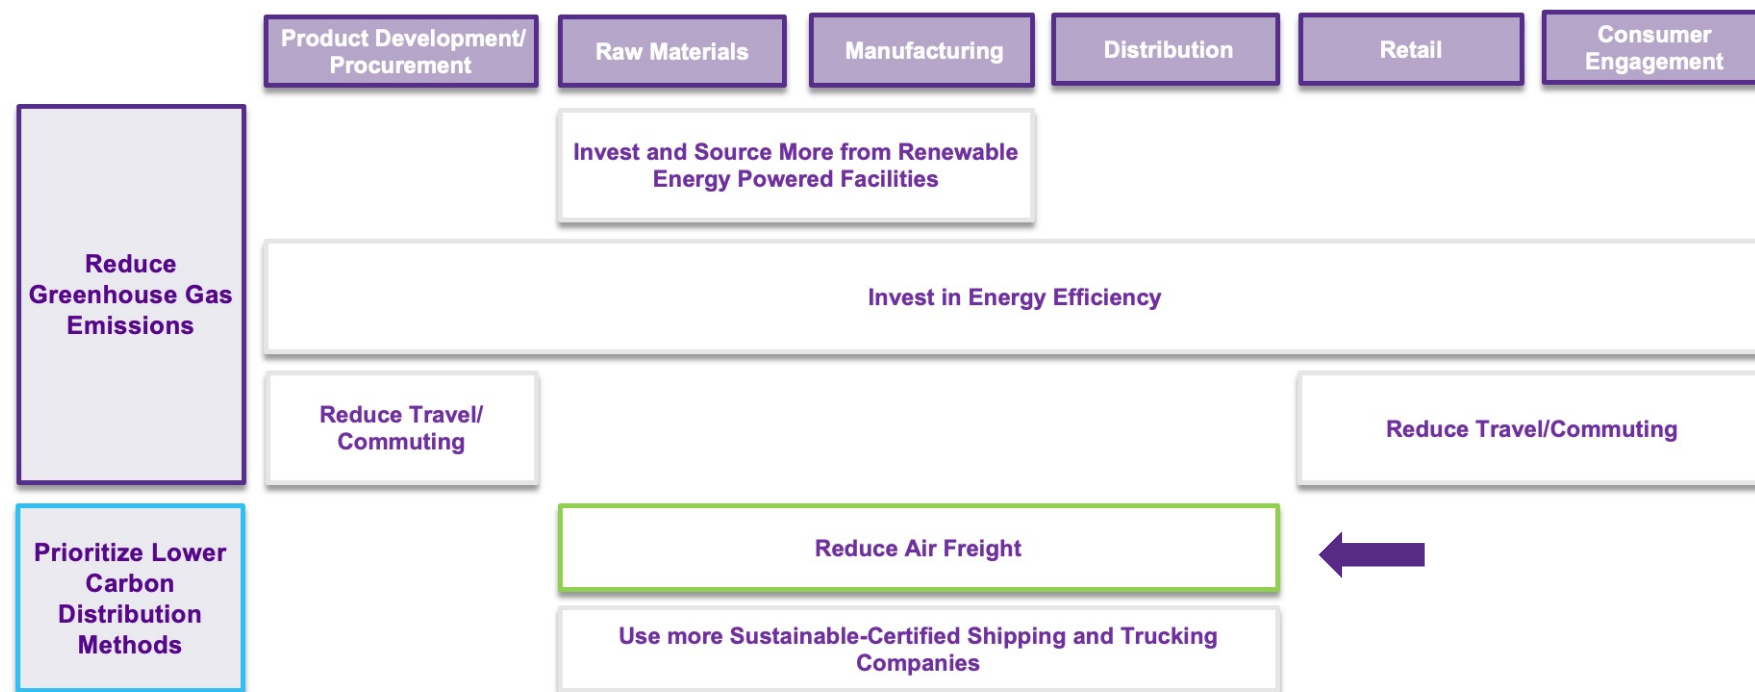 Product Development/
Procurement
Raw Materials
Manufacturing
Distribution
Retail
Consumer
Engagement
Reduce
Greenhouse Gas
Emissions
Invest and Source More from Renewable
Energy Powered Facilities
Invest in Energy Efficiency
Reduce Travel/
Commuting
Reduce Travel/Commuting
Prioritize Lower
Carbon
Distribution
Methods
Reduce Air Freight
Use more Sustainable-Certified Shipping and Trucking
Companies